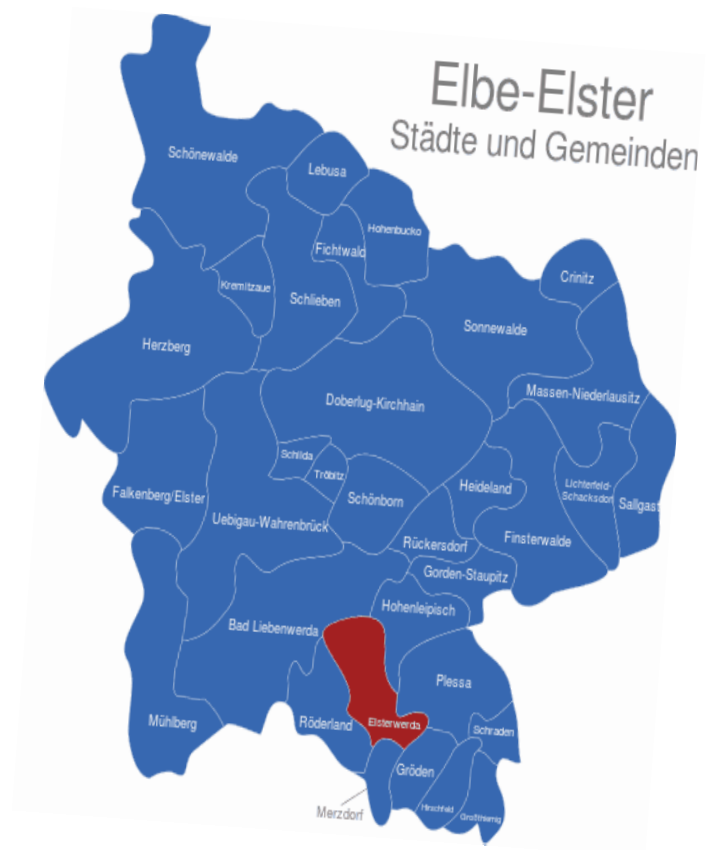 Elbe-Elster
Städte und Gemeinden
Schönewalde
Lebusa
Hohenbucko
Fichtwald
Crinitz
Kremitzaue
Schlieben
Sonnewalde
Herzberg
Massen-Niederlausitz
Doberlug-Kirchhain
Schilda
Tröbitz
Heideland
Lichterfeld-
Schacksdorf
Falkenberg/Elster
Schönborn
Sallgast
Uebigau-Wahrenbrück
Rückersdorf
Finsterwalde
Gorden-Staupitz
Hohenleipisch
Bad Liebenwerda
Plessa
Mühlberg
Röderland
Elsterwerda
Schraden
Gröden
Merzdorf
Hirschfeld
Großthiemig